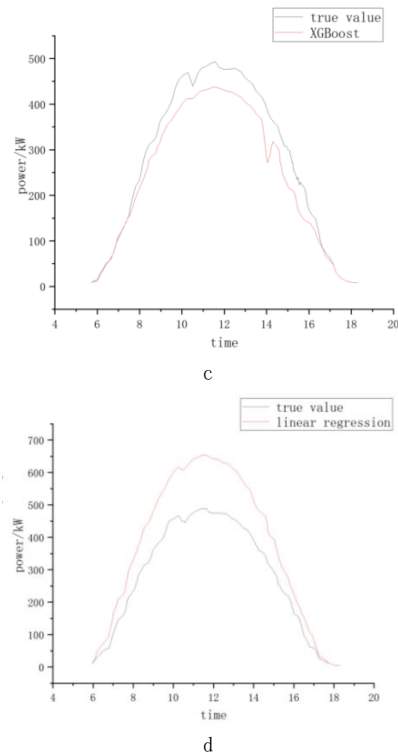 true value
XGBoost
500
400
300
200
100
0
power/kW
4 6 8 10 12 14 16 18 20
time
c
true value
linear regression
700
600
500
400
300
200
100
0
power/kW
4 6 8 10 12 14 16 18 20
time
d